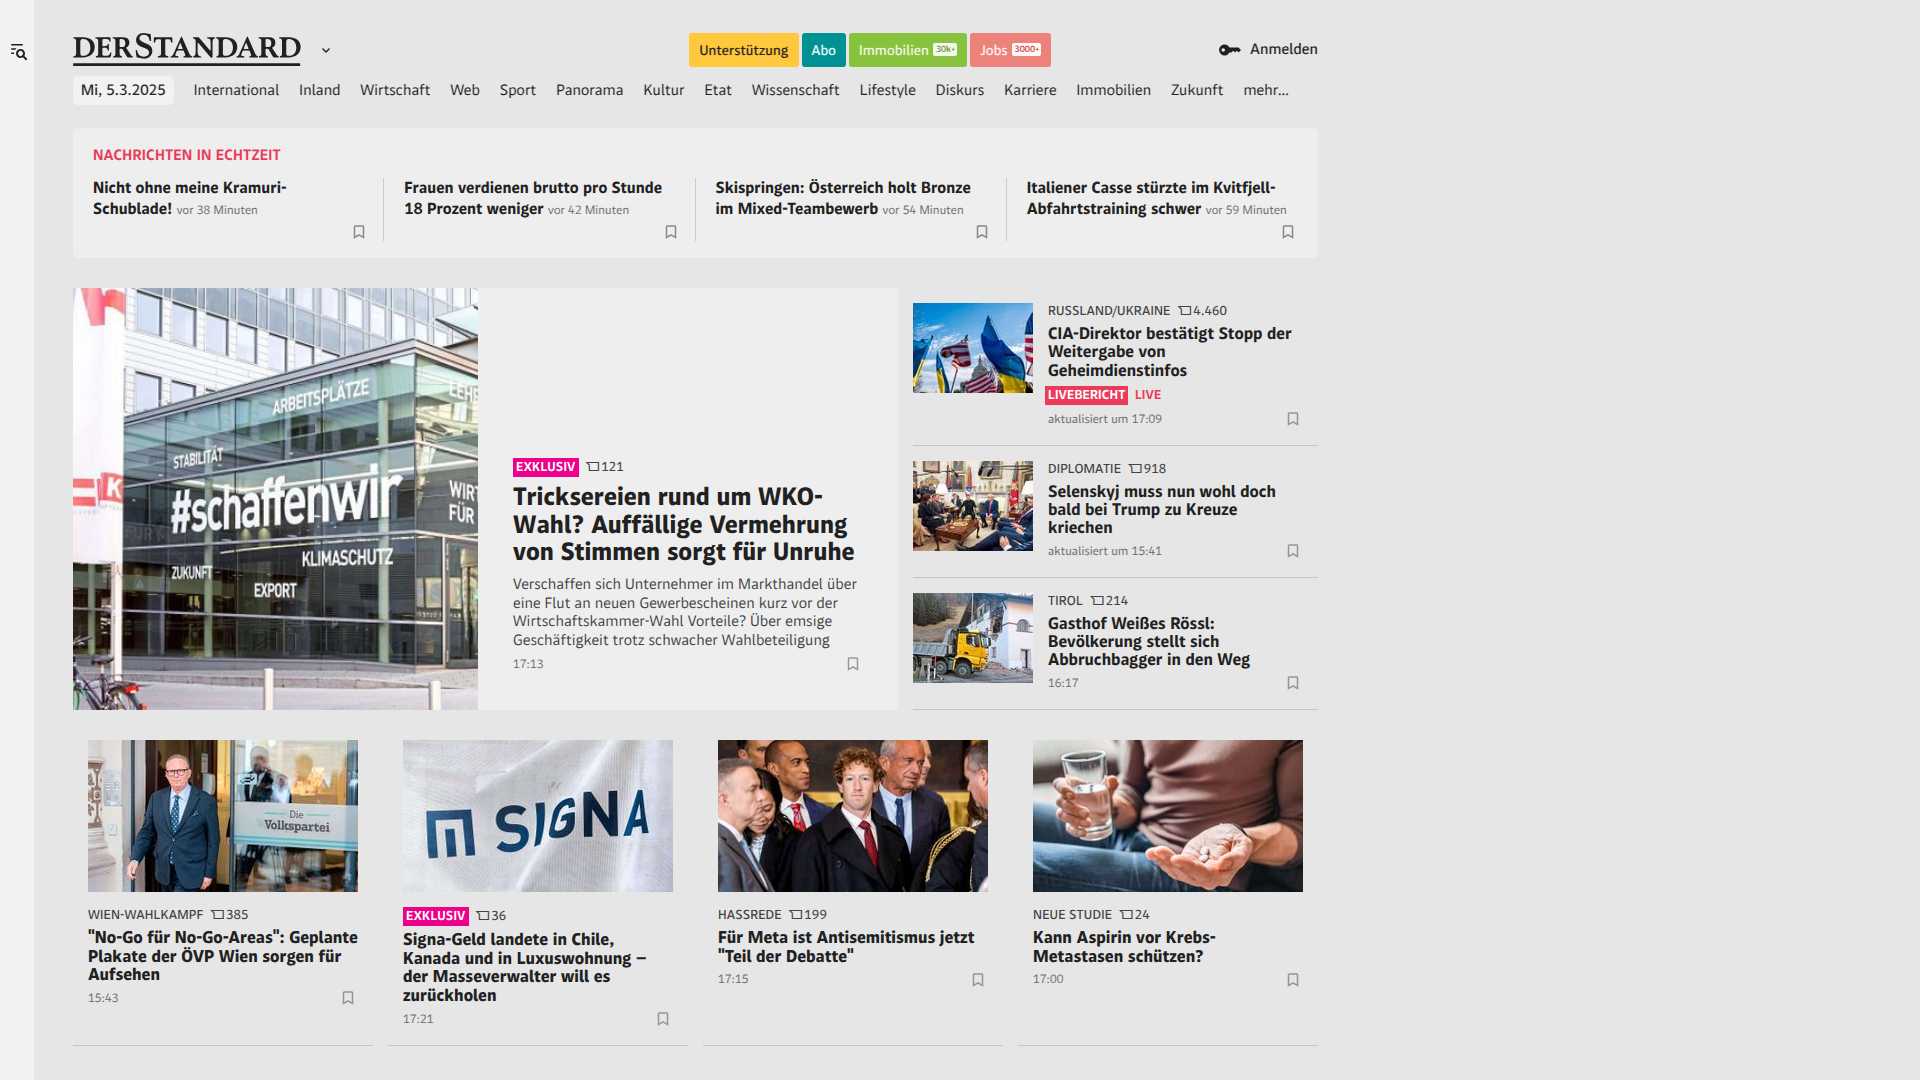 DERSTANDARD
Unterstützung
Abo
Immobilien 30k+
Jobs 3000+
Anmelden
Mi, 5.3.2025 International Inland Wirtschaft Web Sport Panorama Kultur Etat Wissenschaft Lifestyle Diskurs Karriere Immobilien Zukunft mehr...
NACHRICHTEN IN ECHTZEIT
Nicht ohne meine Kramuri-
Schublade! vor 38 Minuten
Frauen verdienen brutto pro Stunde
18 Prozent weniger vor 42 Minuten
Skispringen: Österreich holt Bronze
im Mixed-Teambewerb vor 54 Minuten
Italiener Casse stürzte im Kvitfjell-
Abfahrtstraining schwer vor 59 Minuten
ARBEITSPLÄTZE
LEHR
STABILITÄT
#schaffenwir
WIR
FÜR
KLIMASCHUTZ
ZUKUNFT
EXPORT
EXKLUSIV 121
Tricksereien rund um WKO-
Wahl? Auffällige Vermehrung
von Stimmen sorgt für Unruhe
Verschaffen sich Unternehmer im Markthandel über
eine Flut an neuen Gewerbescheinen kurz vor der
Wirtschaftskammer-Wahl Vorteile? Über emsige
Geschäftigkeit trotz schwacher Wahlbeteiligung
17:13
RUSSLAND/UKRAINE 4.460
CIA-Direktor bestätigt Stopp der
Weitergabe von
Geheimdienstinfos
LIVEBERICHT LIVE
aktualisiert um 17:09
DIPLOMATIE 918
Selenskyj muss nun wohl doch
bald bei Trump zu Kreuze
kriechen
aktualisiert um 15:41
TIROL 214
Gasthof Weißes Rössl:
Bevölkerung stellt sich
Abbruchbagger in den Weg
16:17
Die
Volkspartei
WIEN-WAHLKAMPF 385
"No-Go für No-Go-Areas": Geplante
Plakate der ÖVP Wien sorgen für
Aufsehen
15:43
SIGNA
EXKLUSIV 36
Signa-Geld landete in Chile,
Kanada und in Luxuswohnung –
der Masseverwalter will es
zurückholen
17:21
HASSREDE 199
Für Meta ist Antisemitismus jetzt
"Teil der Debatte"
17:15
NEUE STUDIE 24
Kann Aspirin vor Krebs-
Metastasen schützen?
17:00